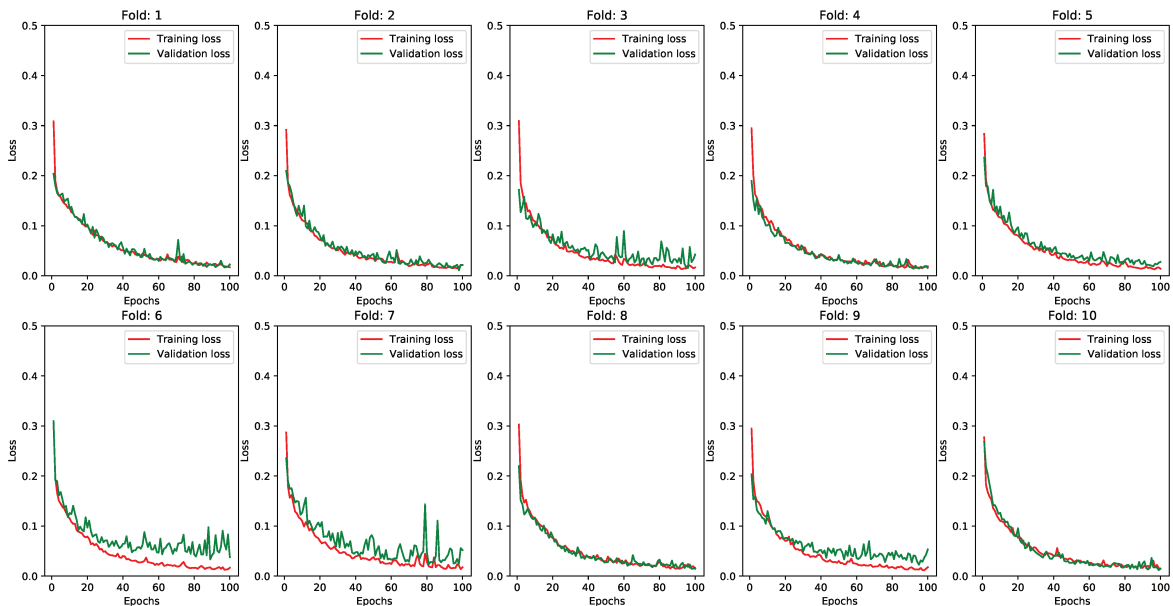 Fold: 1
0.5
0.4
0.3
0.2
0.1
0.0
Loss
Training loss
Validation loss
0 20 40 60 80 100
Epochs
Fold: 2
0.5
0.4
0.3
0.2
0.1
0.0
Loss
Training loss
Validation loss
0 20 40 60 80 100
Epochs
Fold: 3
0.5
0.4
0.3
0.2
0.1
0.0
Loss
Training loss
Validation loss
0 20 40 60 80 100
Epochs
Fold: 4
0.5
0.4
0.3
0.2
0.1
0.0
Loss
Training loss
Validation loss
0 20 40 60 80 100
Epochs
Fold: 5
0.5
0.4
0.3
0.2
0.1
0.0
Loss
Training loss
Validation loss
0 20 40 60 80 100
Epochs
Fold: 6
0.5
0.4
0.3
0.2
0.1
0.0
Loss
Training loss
Validation loss
0 20 40 60 80 100
Epochs
Fold: 7
0.5
0.4
0.3
0.2
0.1
0.0
Loss
Training loss
Validation loss
0 20 40 60 80 100
Epochs
Fold: 8
0.5
0.4
0.3
0.2
0.1
0.0
Loss
Training loss
Validation loss
0 20 40 60 80 100
Epochs
Fold: 9
0.5
0.4
0.3
0.2
0.1
0.0
Loss
Training loss
Validation loss
0 20 40 60 80 100
Epochs
Fold: 10
0.5
0.4
0.3
0.2
0.1
0.0
Loss
Training loss
Validation loss
0 20 40 60 80 100
Epochs